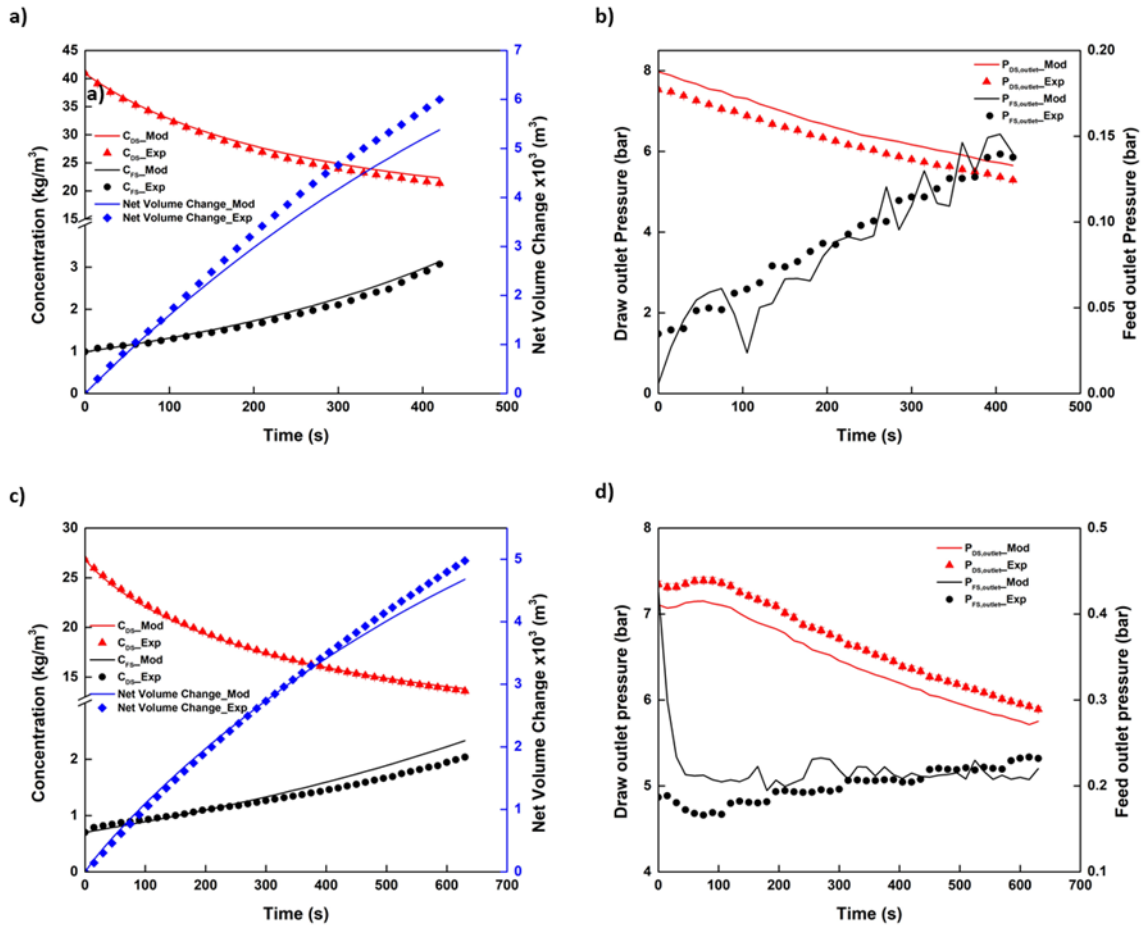 a)
Concentration (kg/m³)
45
40
35
30
25
20
15
3
2
1
0
a)
C_DS_Mod
C_DS_Exp
C_FS_Mod
C_FS_Exp
Net Volume Change_Mod
Net Volume Change_Exp
7
6
5
4
3
2
1
0
Net Volume Change x10³ (m³)
0 100 200 300 400 500
Time (s)
b)
Draw outlet Pressure (bar)
8
6
4
2
0
P_DS,outlet_Mod
P_DS,outlet_Exp
P_FS,outlet_Mod
P_FS,outlet_Exp
0.20
0.15
0.10
0.05
0.00
Feed outlet Pressure (bar)
0 100 200 300 400 500
Time (s)
c)
Concentration (kg/m³)
30
25
20
15
2
1
0
C_DS_Mod
C_DS_Exp
C_FS_Mod
C_DS_Exp
Net Volume Change_Mod
Net Volume Change_Exp
5
4
3
2
1
0
Net Volume Change x10³ (m³)
0 100 200 300 400 500 600 700
Time (s)
d)
Draw outlet pressure (bar)
8
7
6
5
4
P_DS,outlet_Mod
P_DS,outlet_Exp
P_FS,outlet_Mod
P_FS,outlet_Exp
0.5
0.4
0.3
0.2
0.1
Feed outlet pressure (bar)
0 100 200 300 400 500 600 700
Time (s)